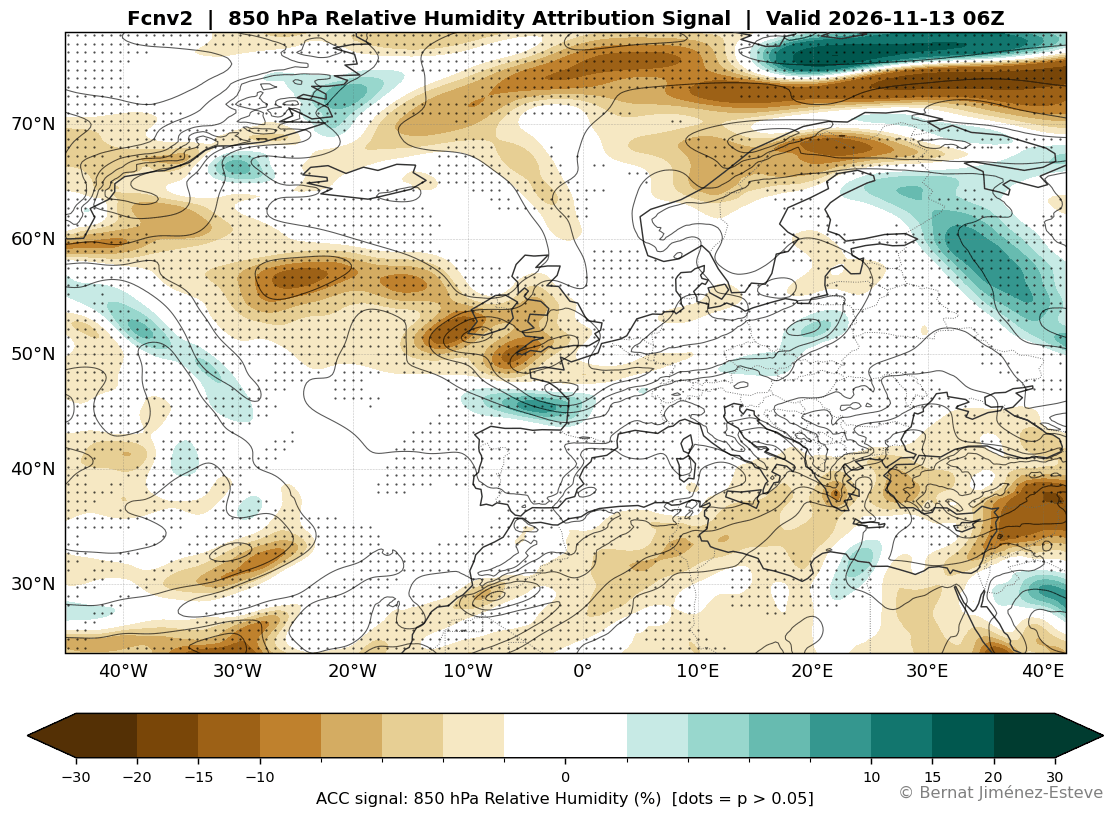 Fcnv2 | 850 hPa Relative Humidity Attribution Signal | Valid 2026-11-13 06Z
70°N
60°N
50°N
40°N
30°N
40°W 30°W 20°W 10°W 0° 10°E 20°E 30°E 40°E
−30 −20 −15 −10 0 10 15 20 30
ACC signal: 850 hPa Relative Humidity (%) [dots = p > 0.05]
© Bernat Jiménez-Esteve